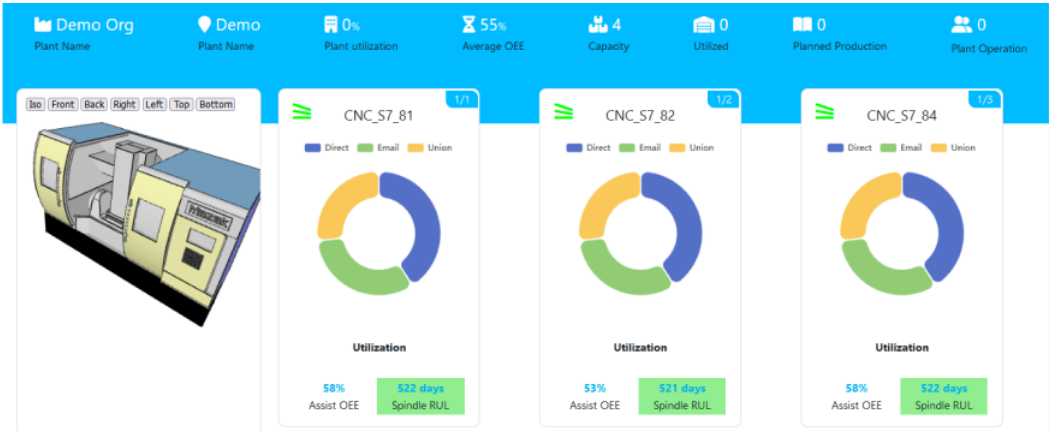 Demo Org
Plant Name
Demo
Plant Name
0%
Plant utilization
55%
Average OEE
4
Capacity
0
Utilized
0
Planned Production
0
Plant Operation
Iso Front Back Right Left Top Bottom
1/1
CNC_S7_81
Direct Email Union
Utilization
58%
Assist OEE
522 days
Spindle RUL
1/2
CNC_S7_82
Direct Email Union
Utilization
53%
Assist OEE
521 days
Spindle RUL
1/3
CNC_S7_84
Direct Email Union
Utilization
58%
Assist OEE
522 days
Spindle RUL